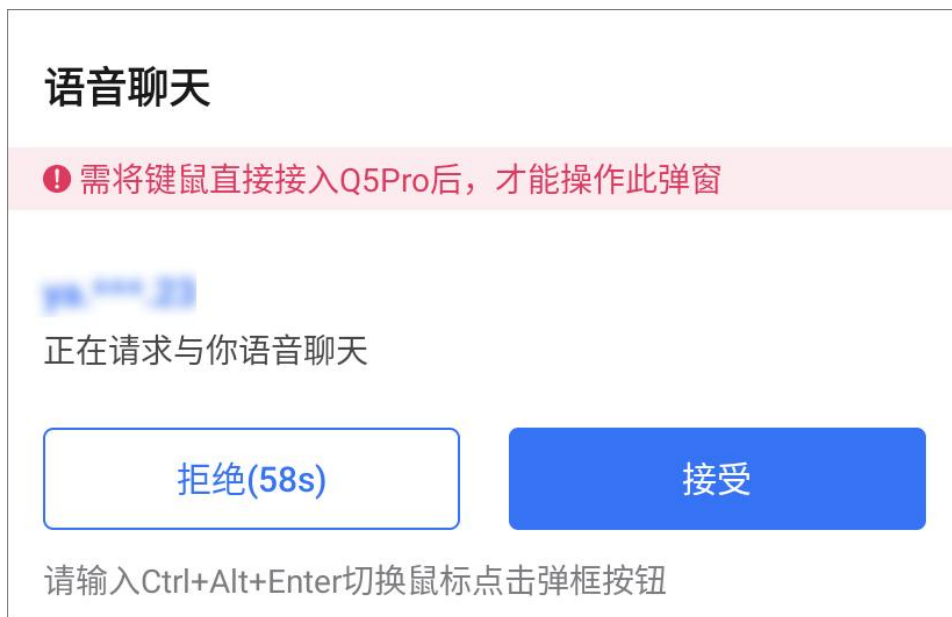 语音聊天
需将键鼠直接接入Q5Pro后，才能操作此弹窗
正在请求与你语音聊天
拒绝(58s)
接受
请输入Ctrl+Alt+Enter切换鼠标点击弹框按钮